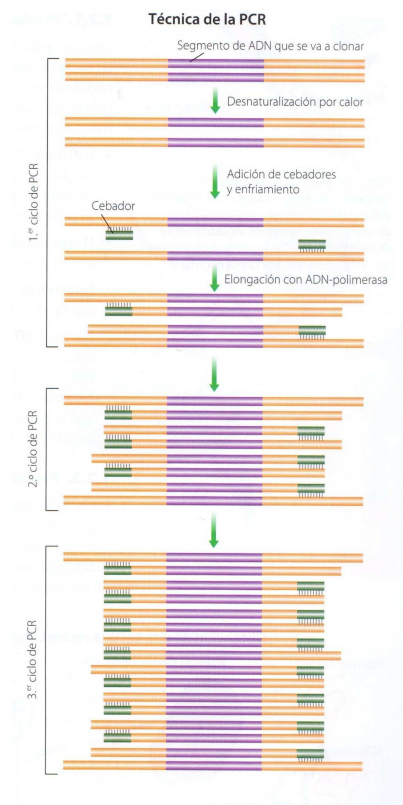 Técnica de la PCR
Segmento de ADN que se va a clonar
Desnaturalización por calor
Adición de cebadores
y enfriamiento
Cebador
Elongación con ADN-polimerasa
1.er ciclo de PCR
2.º ciclo de PCR
3.er ciclo de PCR